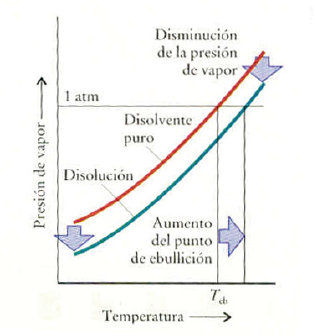 Disminución
de la presión
de vapor
1 atm
Disolvente
puro
Disolución
Aumento
del punto
de ebullición
Presión de vapor
T_eb
Temperatura